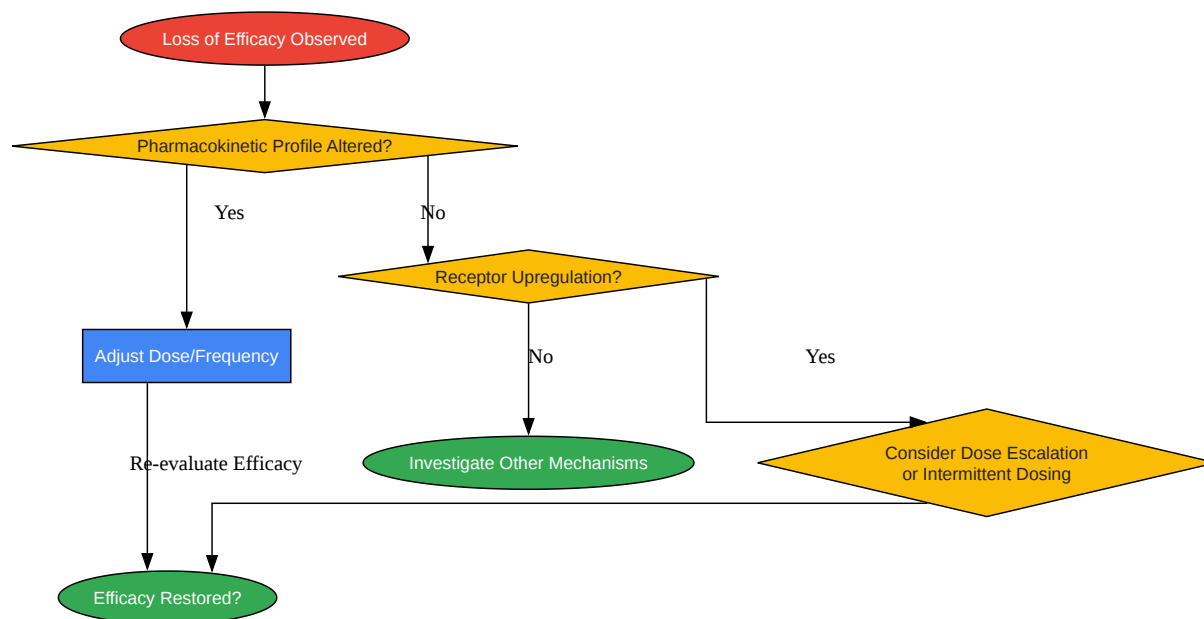 Loss of Efficacy Observed
Pharmacokinetic Profile Altered?
Yes
No
Receptor Upregulation?
Adjust Dose/Frequency
No
Yes
Re-evaluate Efficacy
Investigate Other Mechanisms
Consider Dose Escalation
or Intermittent Dosing
Efficacy Restored?